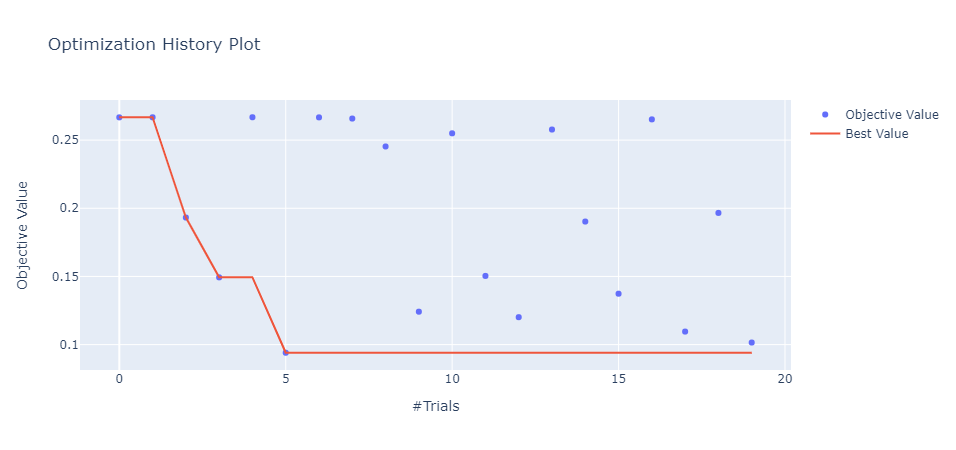 Optimization History Plot
Objective Value
Best Value
0.25
0.2
0.15
0.1
Objective Value
0
5
10
15
20
#Trials